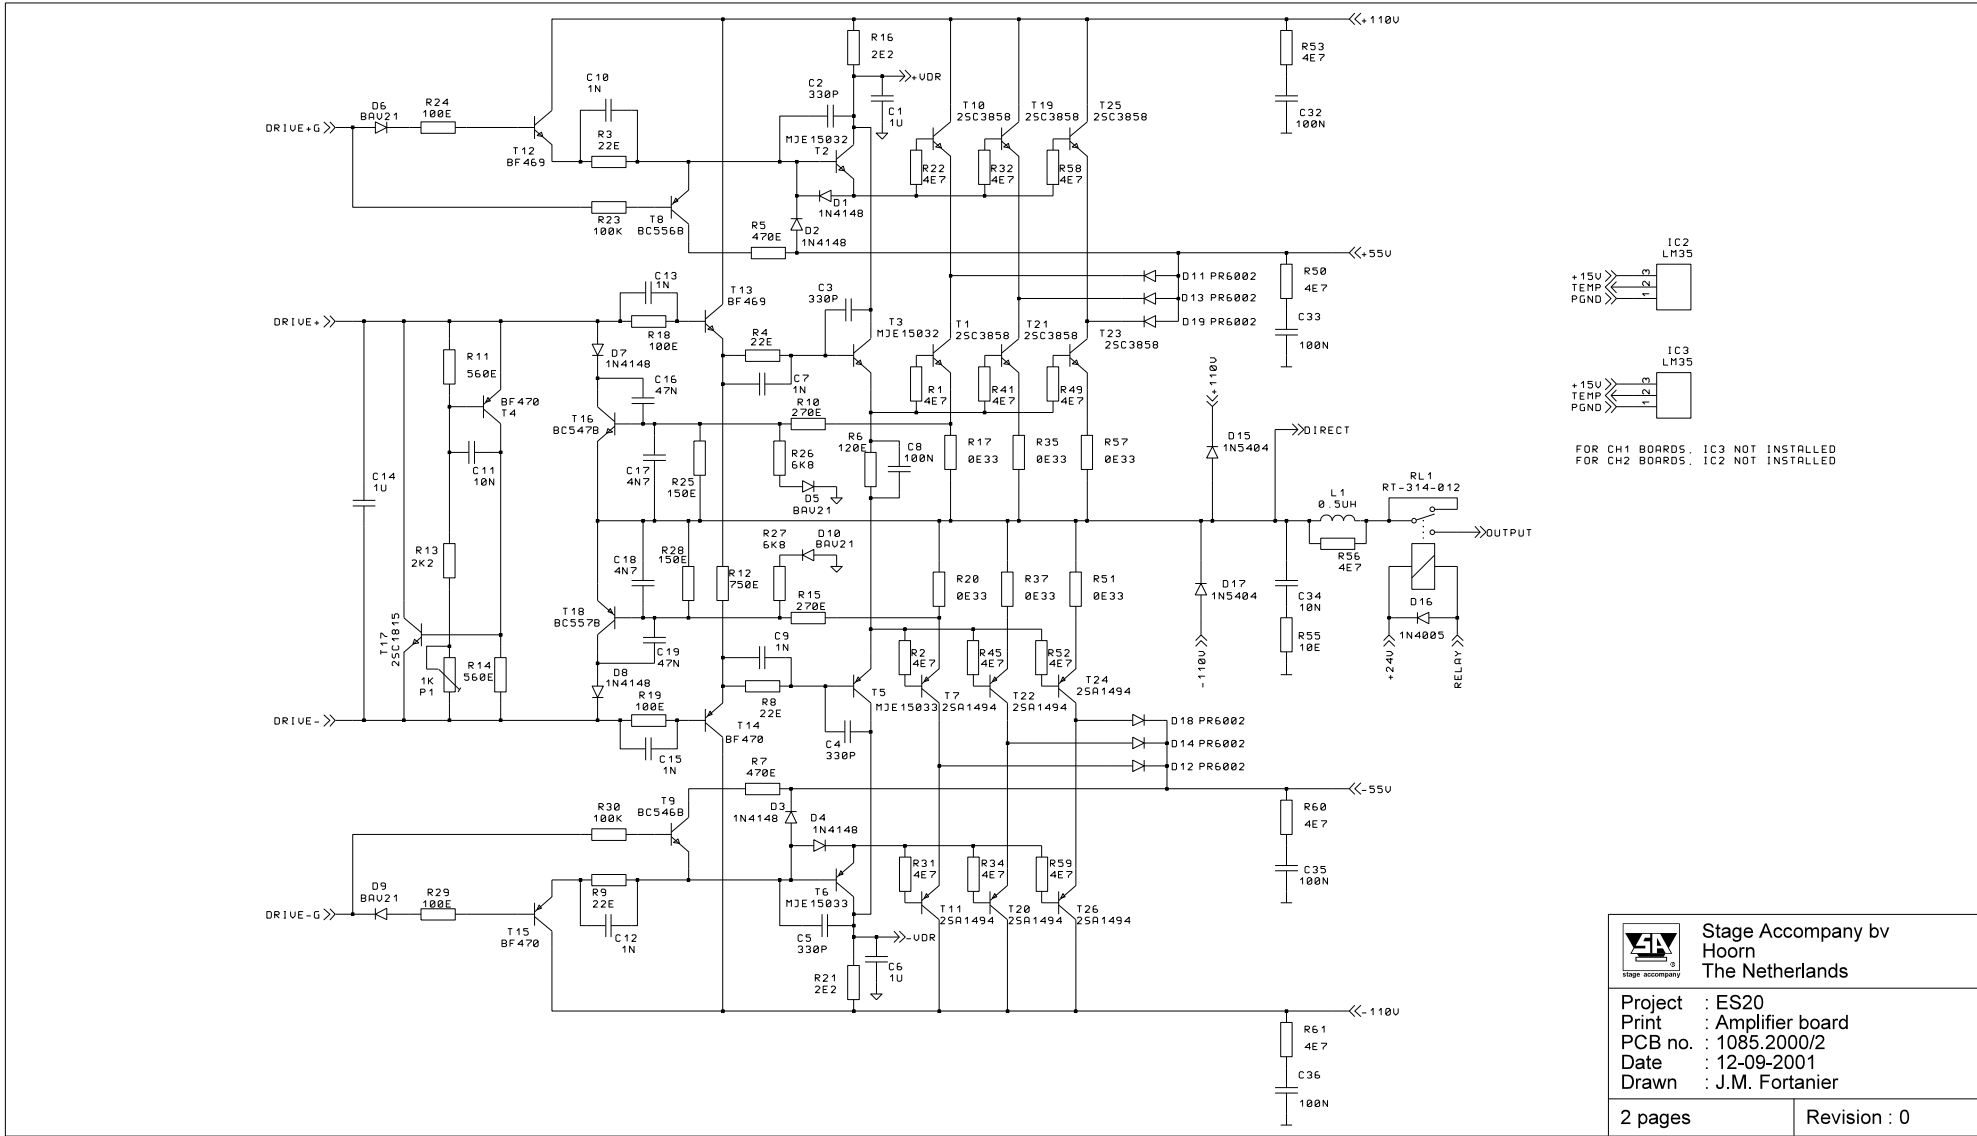 +110V
R16
2E2
R53
4E7
+VDR
C10
1N
C2
330P
C1
1U
D6
BAV21
R24
100E
DRIVE+G
T10
2SC3858
T19
2SC3858
T25
2SC3858
C32
100N
R3
22E
MJE15032
T2
T12
BF469
R22
4E7
R32
4E7
R58
4E7
D1
1N4148
R23
100K
T8
BC556B
R5
470E
D2
1N4148
+55V
D11 PR6002
D13 PR6002
D19 PR6002
R50
4E7
C33
100N
IC2
LM35
+15V
TEMP
PGND
3
2
1
C13
1N
T13
BF469
C3
330P
DRIVE+
R18
100E
R4
22E
T3
MJE15032
T1
2SC3858
T21
2SC3858
T23
2SC3858
IC3
LM35
+15V
TEMP
PGND
3
2
1
R11
560E
D7
1N4148
C16
47N
C7
1N
R1
4E7
R41
4E7
R49
4E7
+110V
BF470
T4
T16
BC547B
R10
270E
R6
120E
C8
100N
R17
0E33
R35
0E33
R57
0E33
D15
1N5404
DIRECT
FOR CH1 BOARDS, IC3 NOT INSTALLED
FOR CH2 BOARDS, IC2 NOT INSTALLED
C14
1U
C11
10N
C17
4N7
R25
150E
R26
6K8
D5
BAV21
L1
0.5UH
RL1
RT-314-012
OUTPUT
R56
4E7
R13
2K2
C18
4N7
R28
150E
R12
750E
R27
6K8
D10
BAV21
R20
0E33
R37
0E33
R51
0E33
D17
1N5404
C34
10N
R55
10E
D16
1N4005
T18
BC557B
R15
270E
T17
2SC1815
C19
47N
C9
1N
R2
4E7
R45
4E7
R52
4E7
-110V
+24V
RELAY
1K
P1
R14
560E
D8
1N4148
R19
100E
R8
22E
T5
MJE15033
T7
2SA1494
T22
2SA1494
T24
2SA1494
DRIVE-
T14
BF470
C15
1N
C4
330P
D18 PR6002
D14 PR6002
D12 PR6002
R7
470E
-55V
T9
BC546B
R30
100K
D3
1N4148
D4
1N4148
R60
4E7
C35
100N
D9
BAV21
R29
100E
DRIVE-G
R9
22E
T6
MJE15033
R31
4E7
R34
4E7
R59
4E7
T11
2SA1494
T20
2SA1494
T26
2SA1494
T15
BF470
C12
1N
C5
330P
-VDR
C6
1U
R21
2E2
-110V
R61
4E7
C36
100N
SA
®
stage accompany
Stage Accompany bv
Hoorn
The Netherlands
Project : ES20
Print : Amplifier board
PCB no. : 1085.2000/2
Date : 12-09-2001
Drawn : J.M. Fortanier
2 pages
Revision : 0